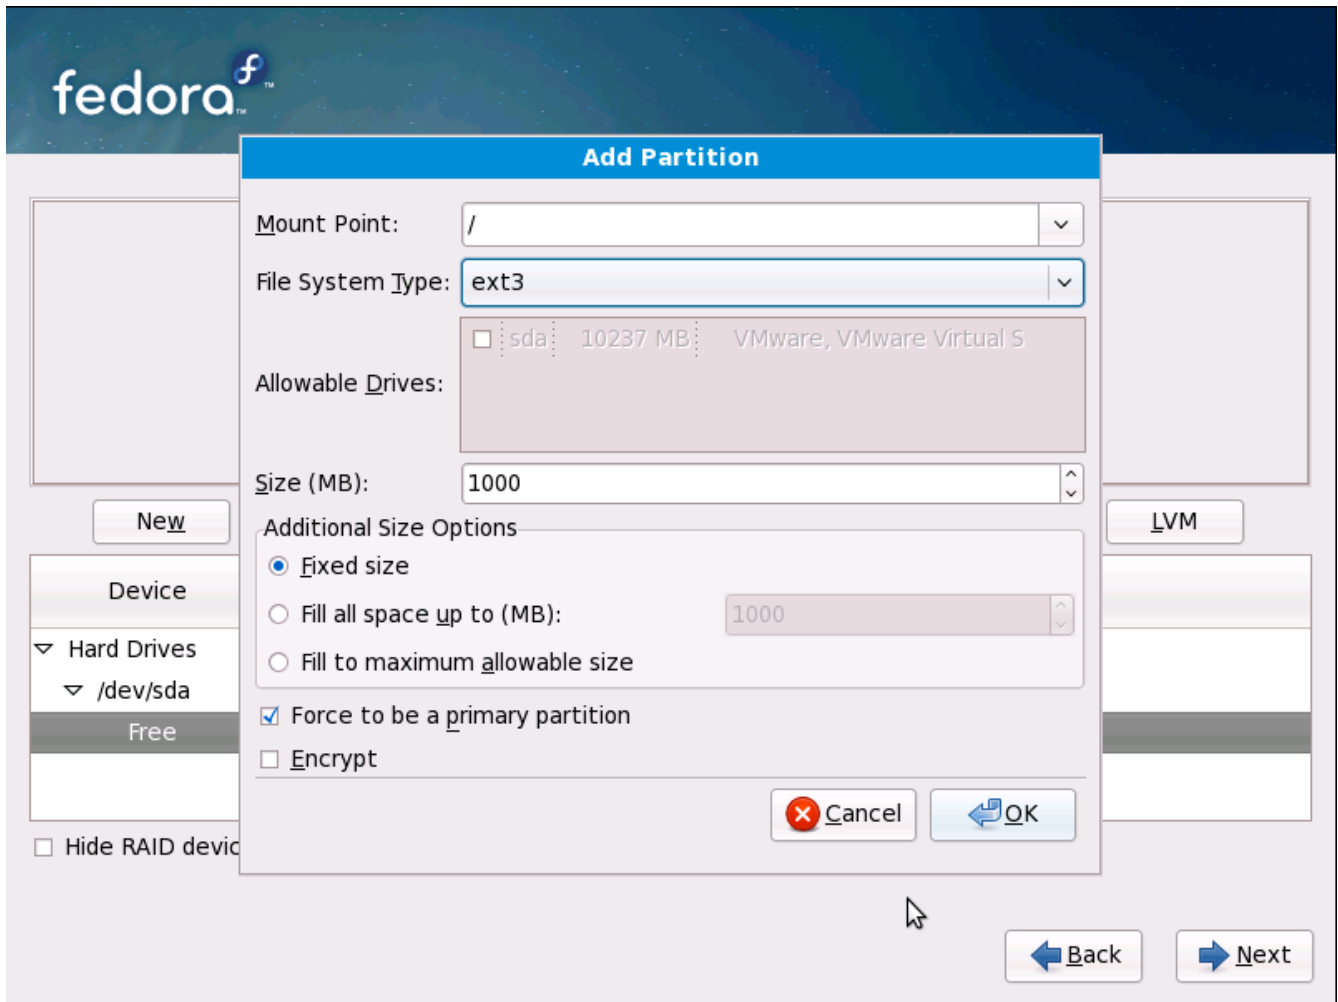 fedora™
Add Partition
Mount Point: /
File System Type: ext3
sda 10237 MB VMware, VMware Virtual S
Allowable Drives:
Size (MB): 1000
New
LVM
Additional Size Options
Fixed size
Device
Fill all space up to (MB): 1000
Hard Drives
Fill to maximum allowable size
/dev/sda
Force to be a primary partition
Free
Encrypt
Cancel OK
Hide RAID devic
Back Next